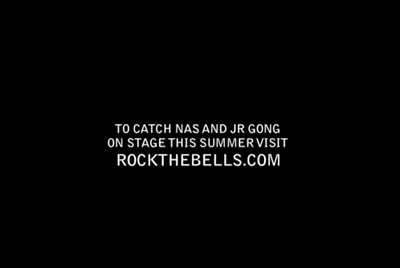 TO CATCH NAS AND JR GONG
ON STAGE THIS SUMMER VISIT
ROCKTHEBELLS.COM